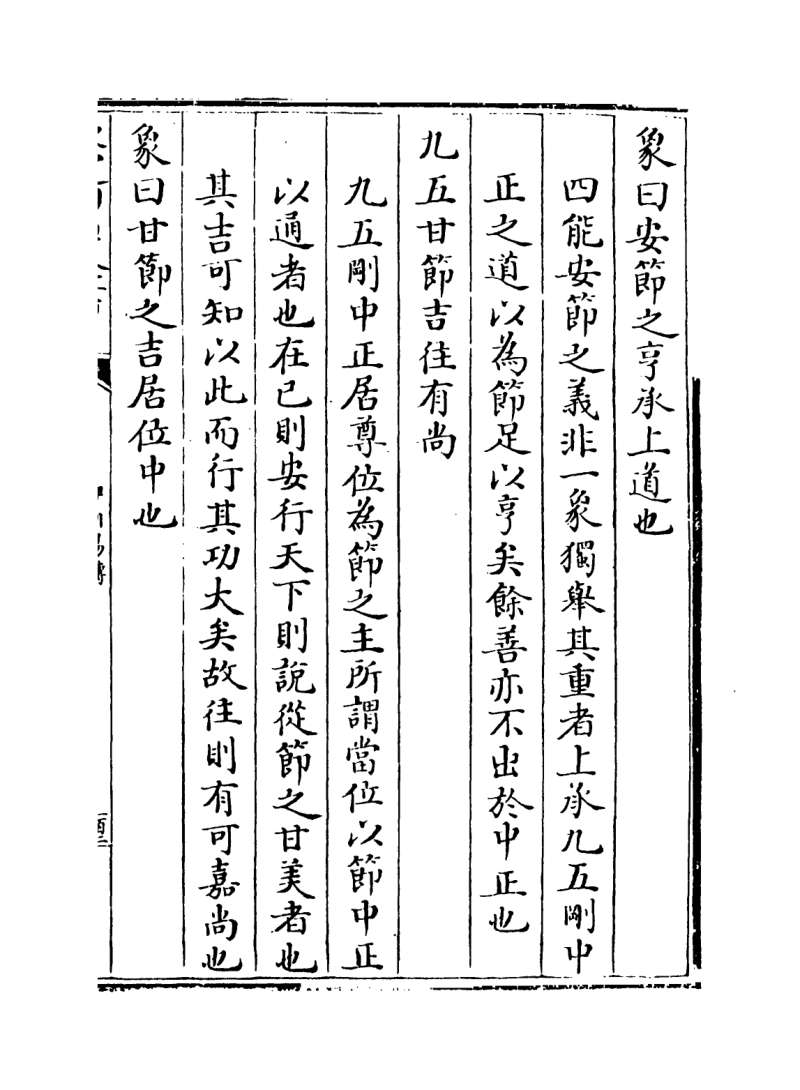 象曰安節之亨承上道也
四能安節之義非一象獨舉其重者上承九五剛中
正之道以為節足以亨矣餘善亦不出於中正也
九五甘節吉往有尚
九五剛中正居尊位為節之主所謂當位以節中正
以通者也在已則安行天下則說從節之甘美者也
其吉可知以此而行其功大矣故往則有可嘉尚也
象曰甘節之吉居位中也